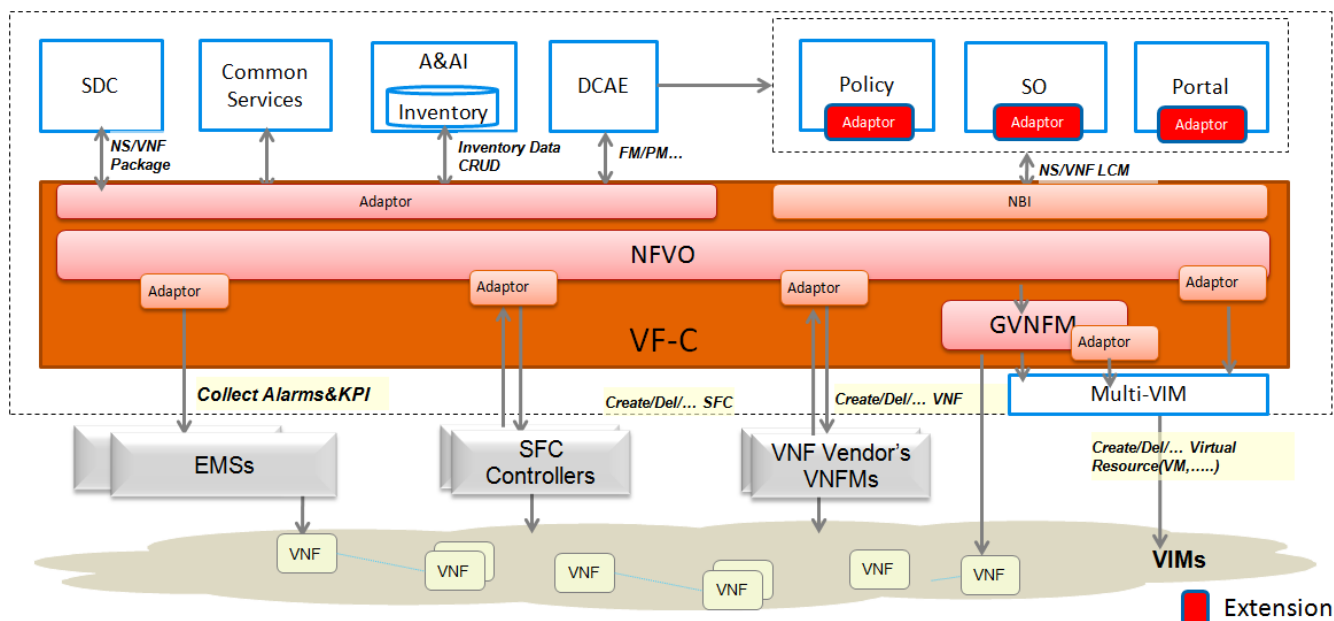 SDC
Common
Services
A&AI
Inventory
DCAE
Policy
Adaptor
SO
Adaptor
Portal
Adaptor
NS/VNF
Package
Inventory Data
CRUD
FM/PM...
NS/VNF LCM
Adaptor
NBI
NFVO
Adaptor
Adaptor
Adaptor
Adaptor
GVNFM
Adaptor
VF-C
Multi-VIM
Collect Alarms&KPI
Create/Del/... SFC
Create/Del/... VNF
Create/Del/... Virtual
Resource(VM,.....)
EMSs
SFC
Controllers
VNF Vendor's
VNFMs
VNF
VNF
VNF
VNF
VNF
VNF
VIMs
Extension